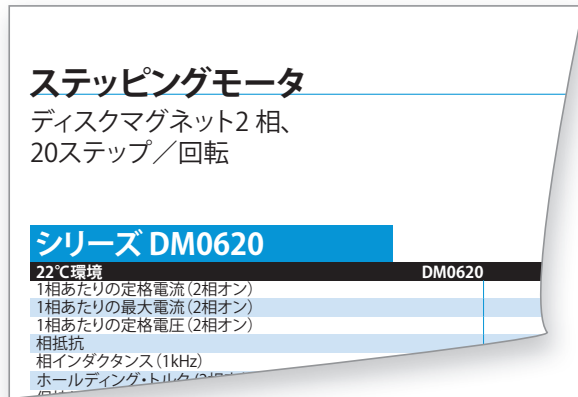 ステッピングモータ
ディスクマグネット2 相、
20ステップ／回転
シリーズ DM0620
22℃環境 DM0620
1相あたりの定格電流（2相オン）
1相あたりの最大電流（2相オン）
1相あたりの定格電圧（2相オン）
相抵抗
相インダクタンス（1kHz）
ホールディング・トルク